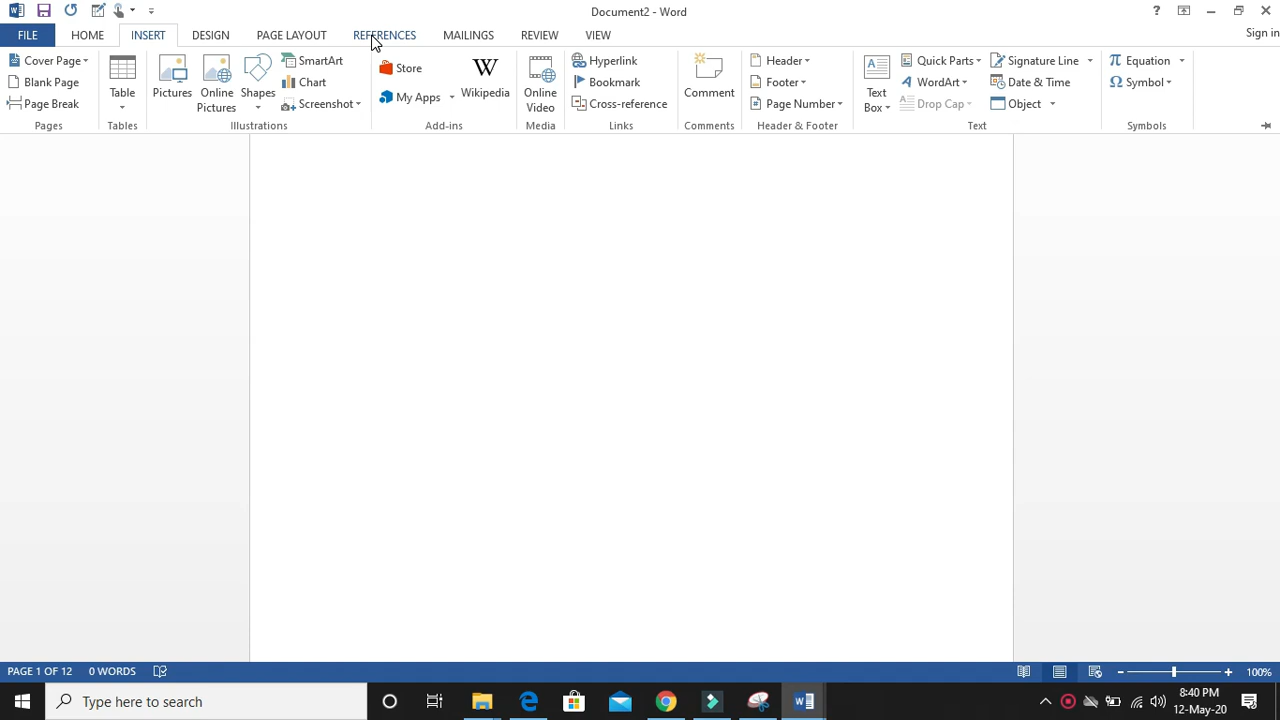 Document2 - Word
?
FILE HOME INSERT DESIGN PAGE LAYOUT REFERENCES MAILINGS REVIEW VIEW Sign in
Cover Page
Blank Page
Page Break
Pages
Table
Tables
Pictures
Online Pictures
Shapes
SmartArt
Chart
Screenshot
Illustrations
Store
My Apps
W
Wikipedia
Add-ins
Online Video
Media
Hyperlink
Bookmark
Cross-reference
Links
Comment
Comments
Header
Footer
Page Number
Header & Footer
Text Box
Quick Parts
WordArt
Drop Cap
Signature Line
Date & Time
Object
Text
Equation
Symbol
Symbols
PAGE 1 OF 12 0 WORDS 100%
Type here to search
8:40 PM
12-May-20